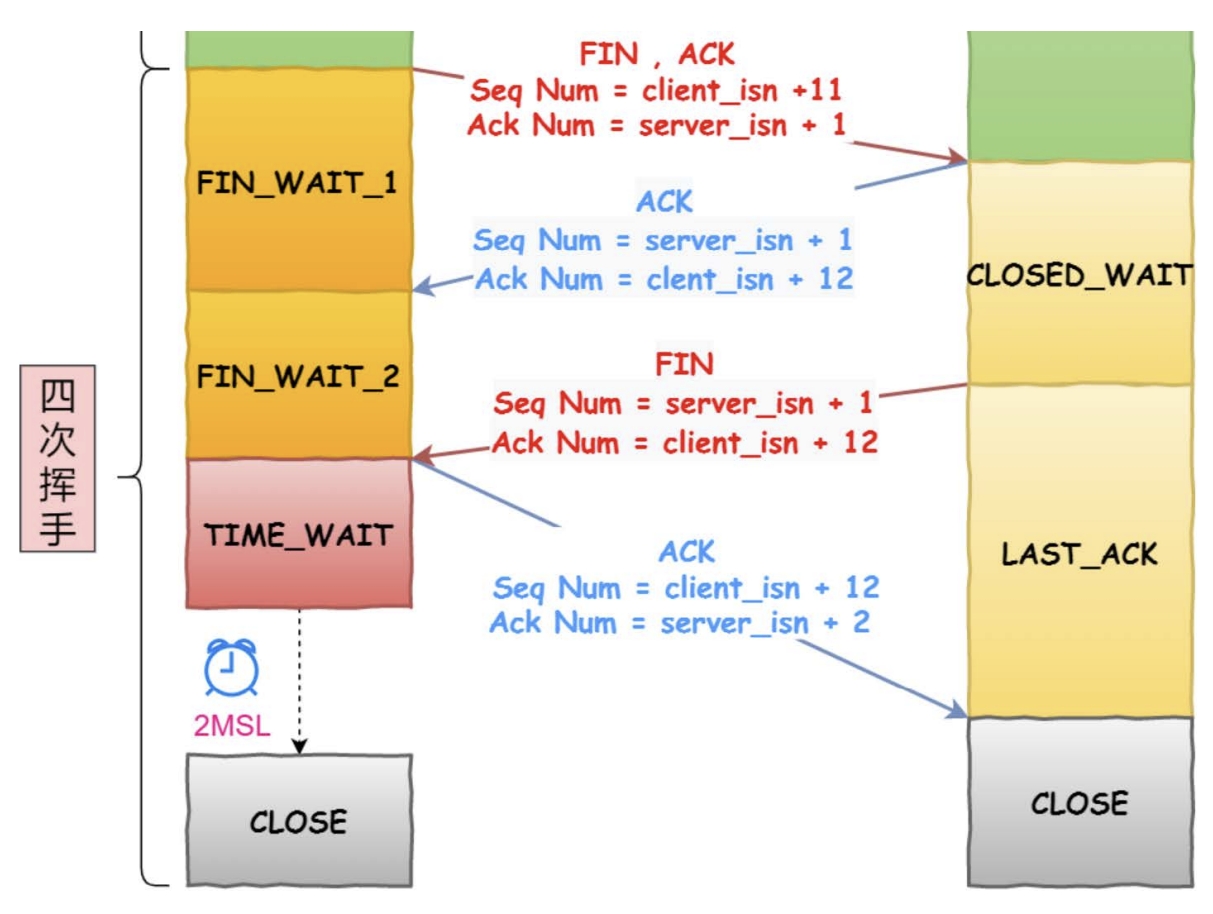 FIN , ACK
Seq Num = client_isn +11
Ack Num = server_isn + 1
FIN_WAIT_1
ACK
Seq Num = server_isn + 1
Ack Num = clent_isn + 12
CLOSED_WAIT
FIN
Seq Num = server_isn + 1
Ack Num = client_isn + 12
FIN_WAIT_2
四次挥手
TIME_WAIT
ACK
Seq Num = client_isn + 12
Ack Num = server_isn + 2
LAST_ACK
2MSL
CLOSE
CLOSE